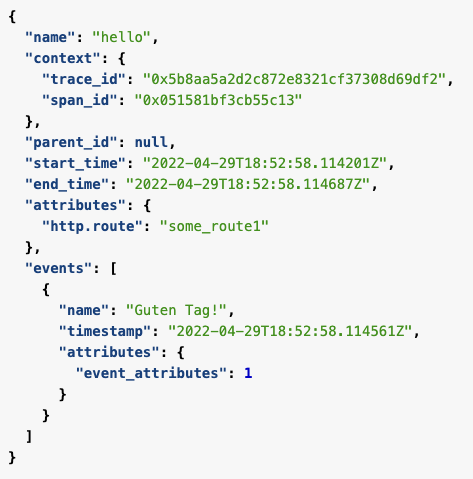 {
  "name": "hello",
  "context": {
    "trace_id": "0x5b8aa5a2d2c872e8321cf37308d69df2",
    "span_id": "0x051581bf3cb55c13"
  },
  "parent_id": null,
  "start_time": "2022-04-29T18:52:58.114201Z",
  "end_time": "2022-04-29T18:52:58.114687Z",
  "attributes": {
    "http.route": "some_route1"
  },
  "events": [
    {
      "name": "Guten Tag!",
      "timestamp": "2022-04-29T18:52:58.114561Z",
      "attributes": {
        "event_attributes": 1
      }
    }
  ]
}